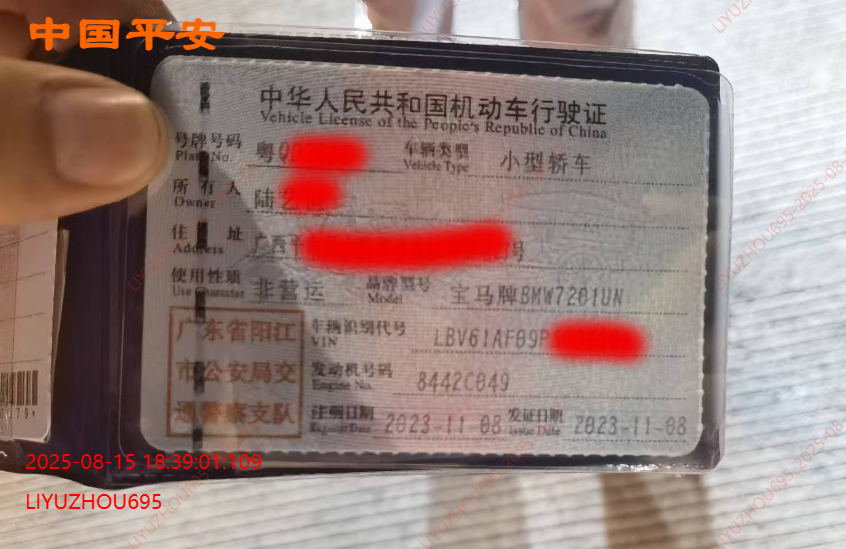 中国平安
中华人民共和国机动车行驶证
Vehicle License of the People's Republic of China
号牌号码 粤Q 车辆类型 小型轿车
Plate No. Vehicle Type
所有人 陆艺
Owner
住址 广西 号
Address
使用性质 非营运 品牌型号 宝马牌BMW7201UN
Use Character Model
广东省阳江
市公安局交
通警察支队
车辆识别代号 LBV61AF09P
VIN
发动机号码 8442C049
Engine No.
注册日期 2023-11-08 发证日期 2023-11-08
Register Date Issue Date
2025-08-15 18:39:01:109
LIYUZHOU695